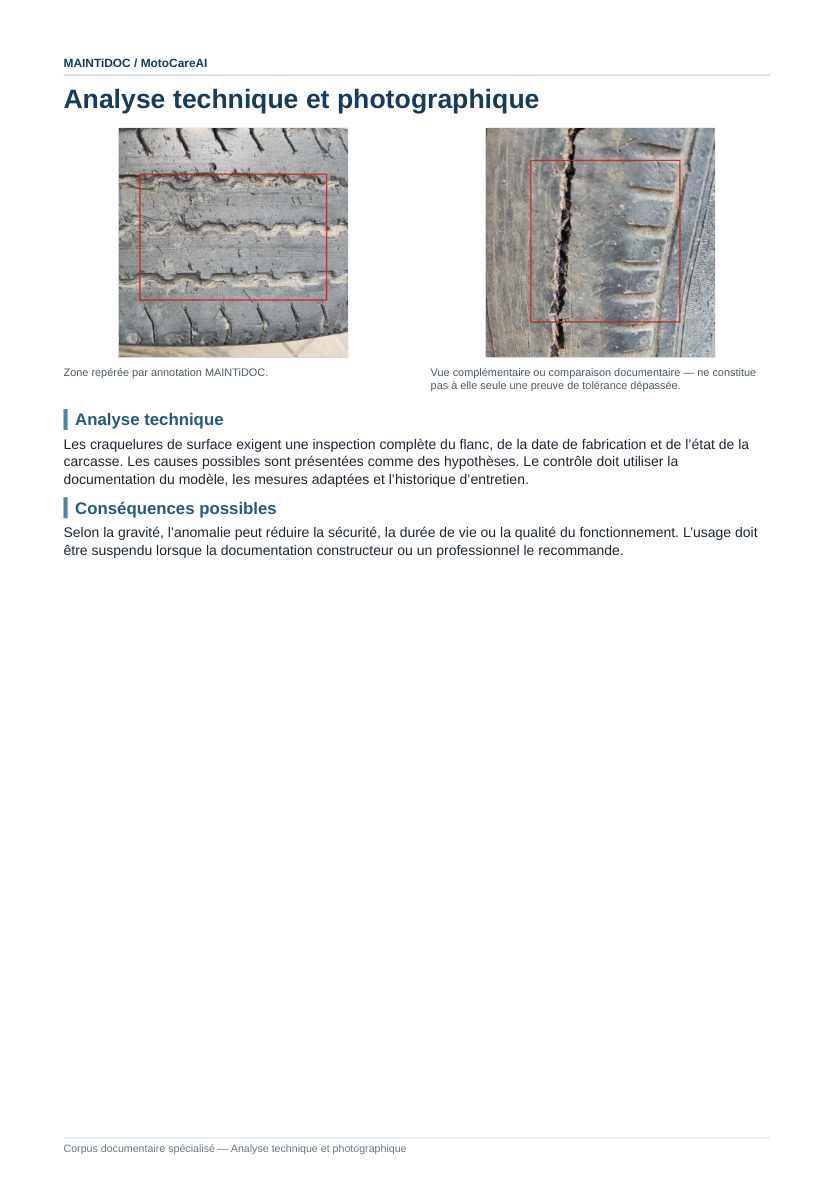 MAINTiDOC / MotoCareAI
Analyse technique et photographique
Zone repérée par annotation MAINTiDOC.
Vue complémentaire ou comparaison documentaire — ne constitue
pas à elle seule une preuve de tolérance dépassée.
Analyse technique
Les craquelures de surface exigent une inspection complète du flanc, de la date de fabrication et de l’état de la
carcasse. Les causes possibles sont présentées comme des hypothèses. Le contrôle doit utiliser la
documentation du modèle, les mesures adaptées et l’historique d’entretien.
Conséquences possibles
Selon la gravité, l’anomalie peut réduire la sécurité, la durée de vie ou la qualité du fonctionnement. L’usage doit
être suspendu lorsque la documentation constructeur ou un professionnel le recommande.
Corpus documentaire spécialisé — Analyse technique et photographique